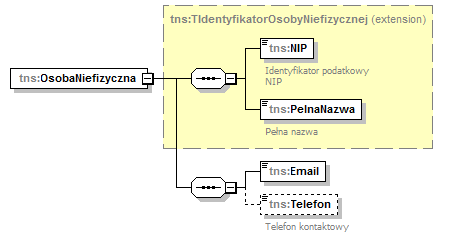 tns:TIdentyfikatorOsobyNiefizycznej (extension)
tns:NIP
Identyfikator podatkowy
NIP
tns:OsobaNiefizyczna
tns:PelnaNazwa
Pełna nazwa
tns:Email
tns:Telefon
Telefon kontaktowy